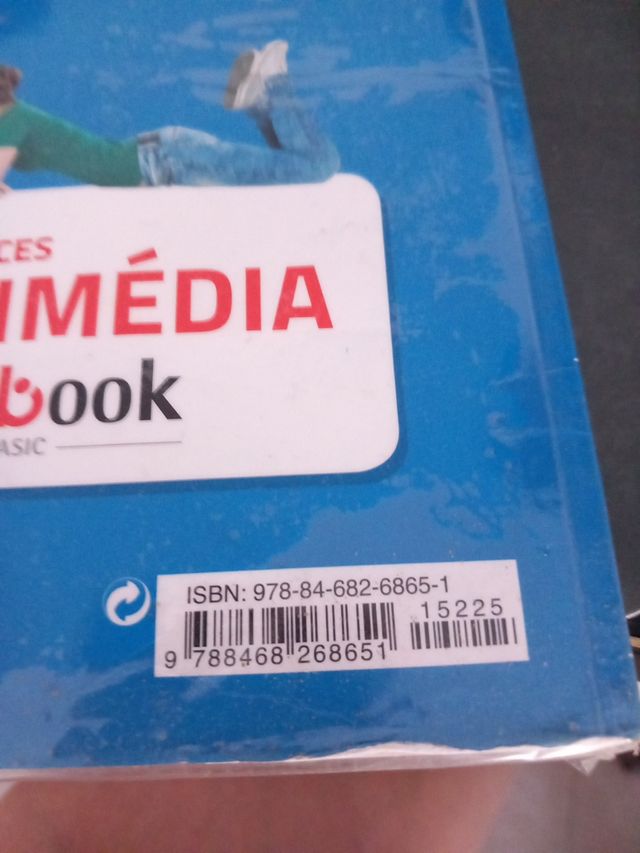 CES
IMÉDIA
book
ASIC
ISBN: 978-84-682-6865-1
15225
9 788468 268651